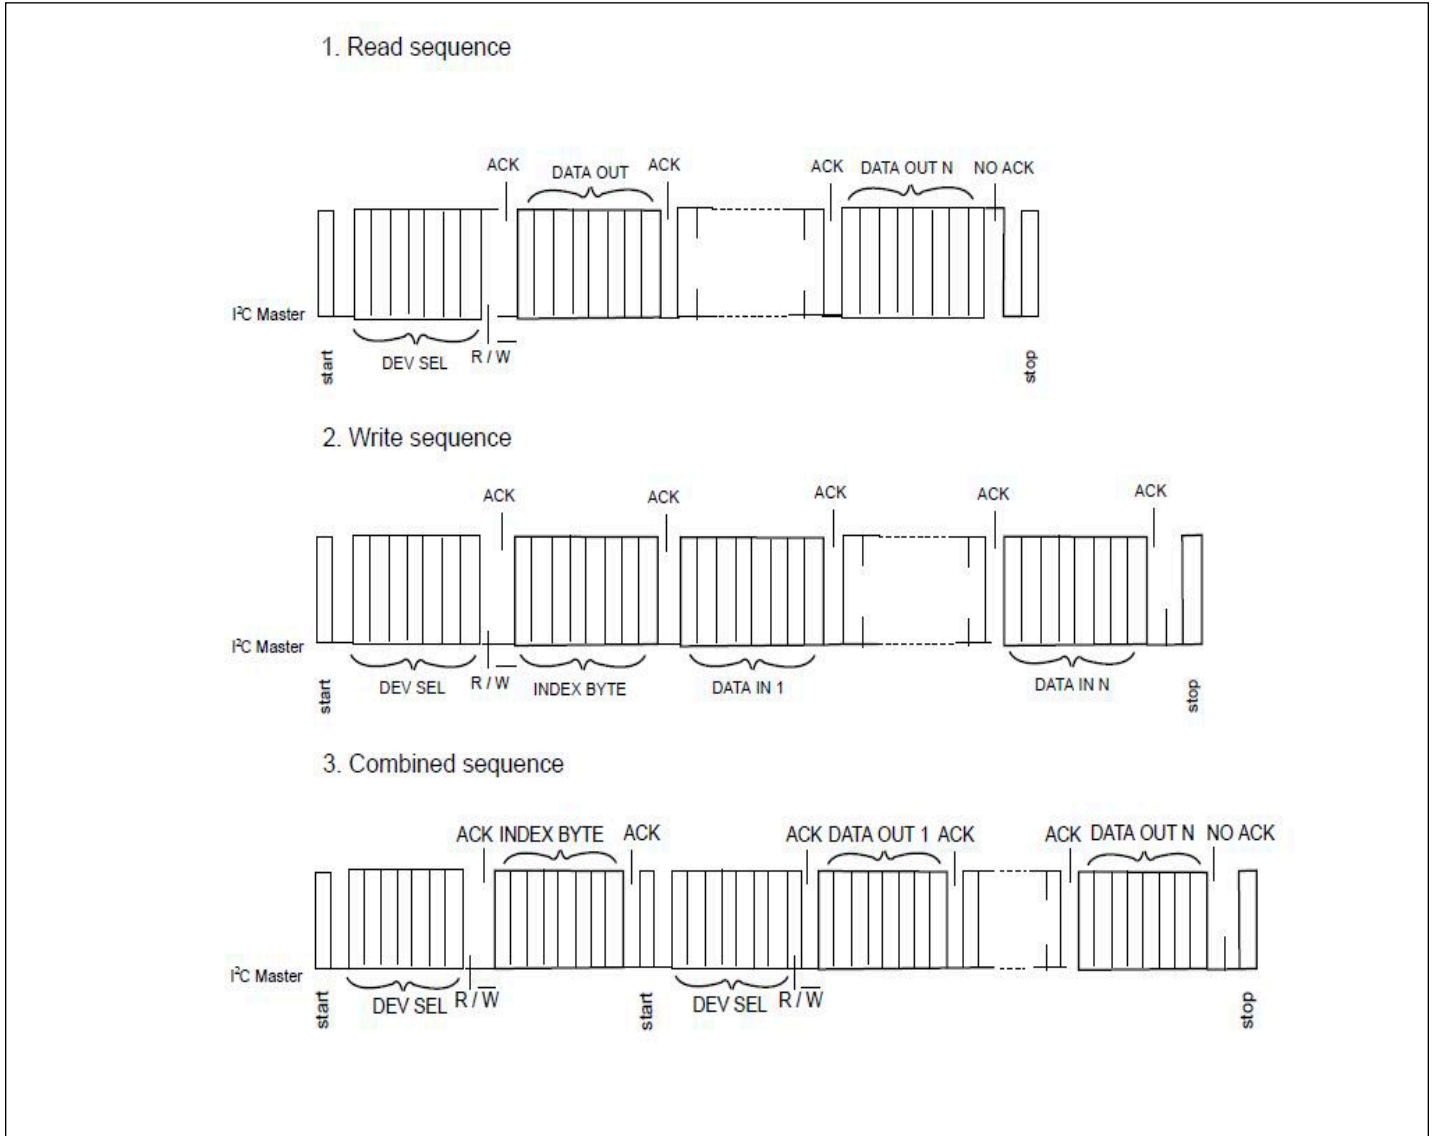 1. Read sequence
ACK DATA OUT ACK ACK DATA OUT N NO ACK
I²C Master
start DEV SEL R / W̅ stop
2. Write sequence
ACK ACK ACK ACK ACK
I²C Master
start DEV SEL R / W̅ INDEX BYTE DATA IN 1 DATA IN N stop
3. Combined sequence
ACK INDEX BYTE ACK ACK DATA OUT 1 ACK ACK DATA OUT N NO ACK
I²C Master
start DEV SEL R / W̅ start DEV SEL R / W̅ stop